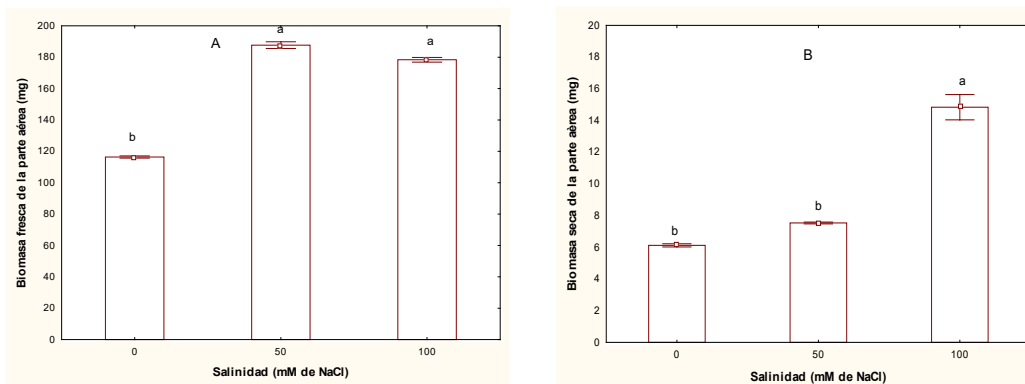 A
Biomasa fresca de la parte aérea (mg)
200
180
160
140
120
100
80
60
40
20
0
b
a
a
0
50
100
Salinidad (mM de NaCl)
B
Biomasa seca de la parte aèrea (mg)
20
18
16
14
12
10
8
6
4
2
0
b
b
a
0
50
100
Salinidad (mM de NaCl)